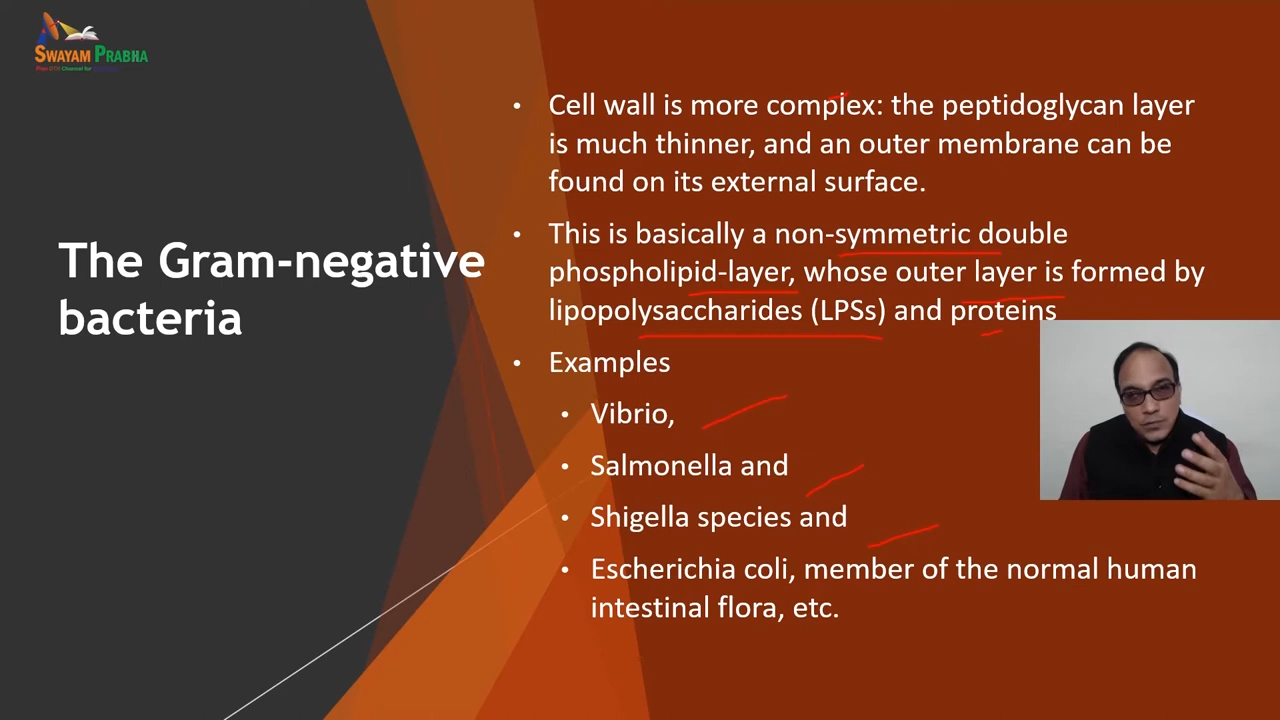 SWAYAM PRABHA
The Gram-negative
bacteria
• Cell wall is more complex: the peptidoglycan layer
is much thinner, and an outer membrane can be
found on its external surface.
• This is basically a non-symmetric double
phospholipid-layer, whose outer layer is formed by
lipopolysaccharides (LPSs) and proteins
• Examples
• Vibrio,
• Salmonella and
• Shigella species and
• Escherichia coli, member of the normal human
intestinal flora, etc.